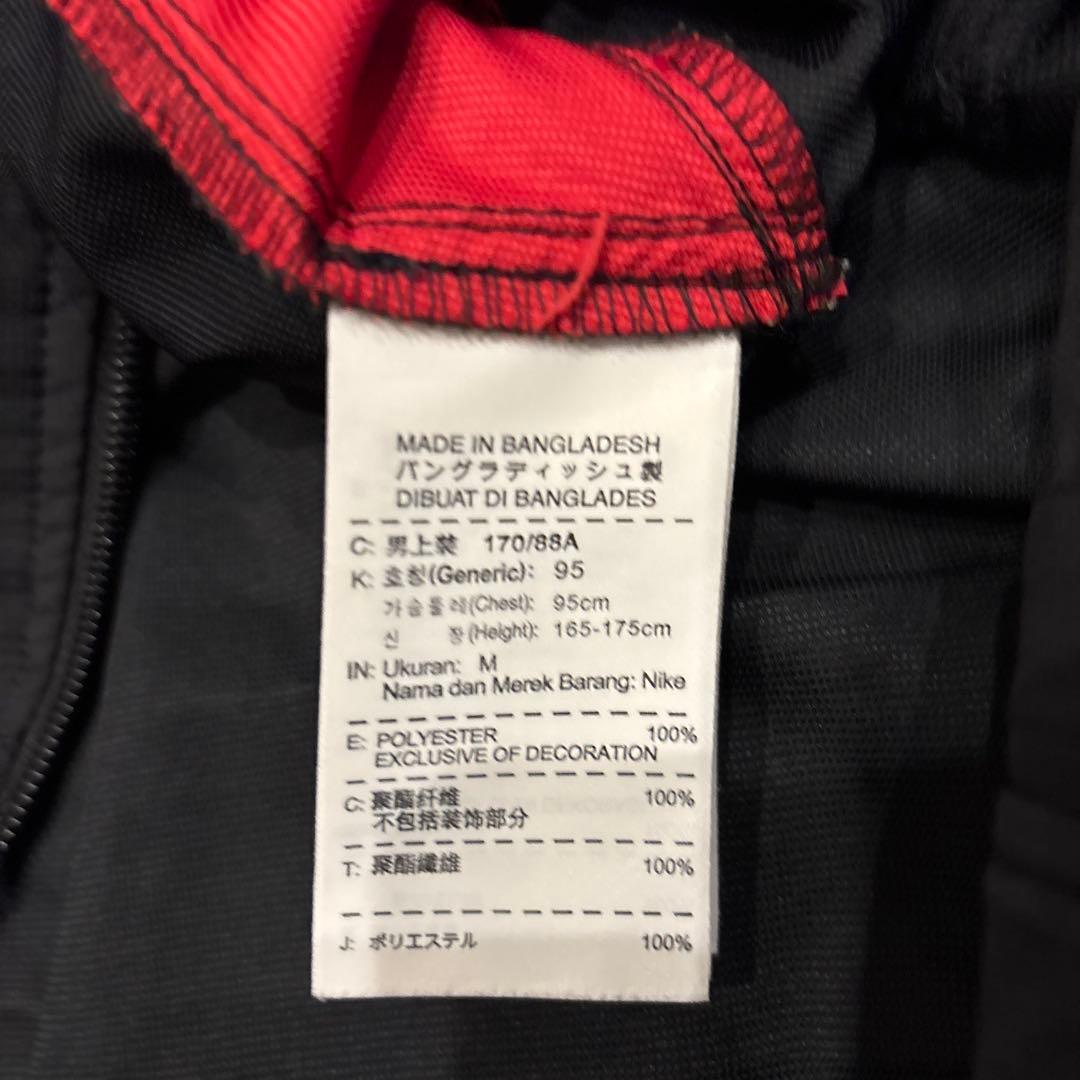 MADE IN BANGLADESH
バングラディッシュ製
DIBUAT DI BANGLADES
C: 男上装 170/88A
K: 호칭(Generic): 95
가슴둘레(Chest): 95cm
신 장(Height): 165-175cm
IN: Ukuran: M
Nama dan Merek Barang: Nike
E: POLYESTER 100%
EXCLUSIVE OF DECORATION
C: 聚酯纤维 100%
不包括装饰部分
T: 聚酯纖維 100%
J: ポリエステル 100%